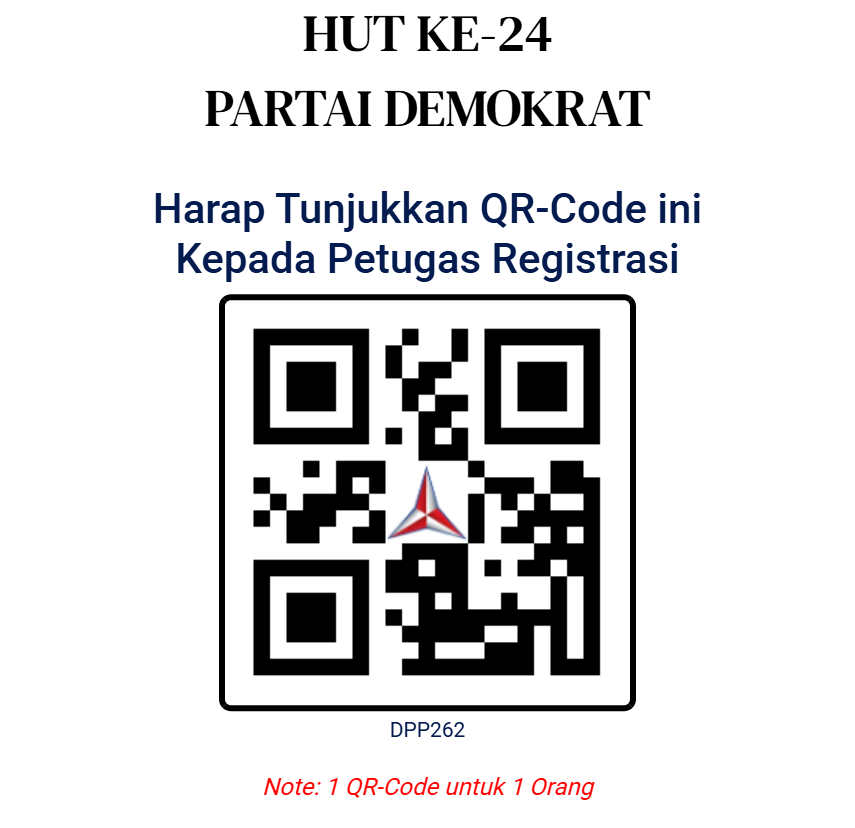 HUT KE-24
PARTAI DEMOKRAT
Harap Tunjukkan QR-Code ini
Kepada Petugas Registrasi
DPP262
Note: 1 QR-Code untuk 1 Orang